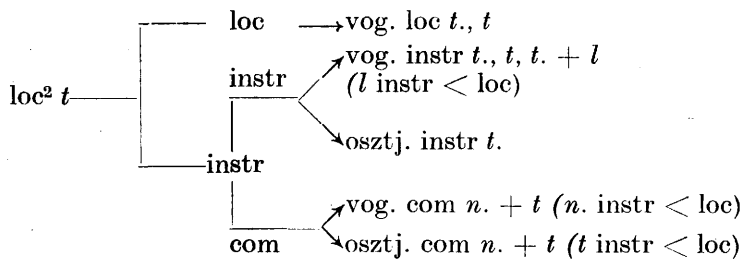 loc → vog. loc t., t
vog. instr t., t, t. + l
instr (l instr < loc)
loc² t
osztj. instr t.
instr
vog. com n. + t (n. instr < loc)
com osztj. com n. + t (t instr < loc)